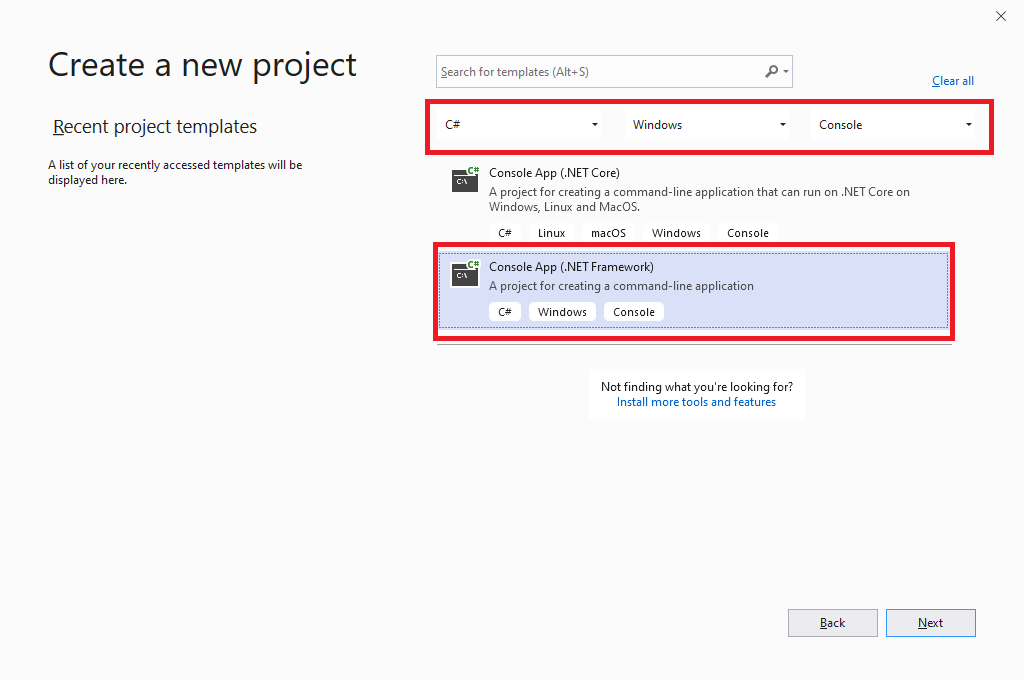 Create a new project
Search for templates (Alt+S)
Clear all
Recent project templates
A list of your recently accessed templates will be
displayed here.
C#
Windows
Console
C#
C:\
Console App (.NET Core)
A project for creating a command-line application that can run on .NET Core on
Windows, Linux and MacOS.
C# Linux macOS Windows Console
C#
C:\
Console App (.NET Framework)
A project for creating a command-line application
C# Windows Console
Not finding what you're looking for?
Install more tools and features
Back
Next